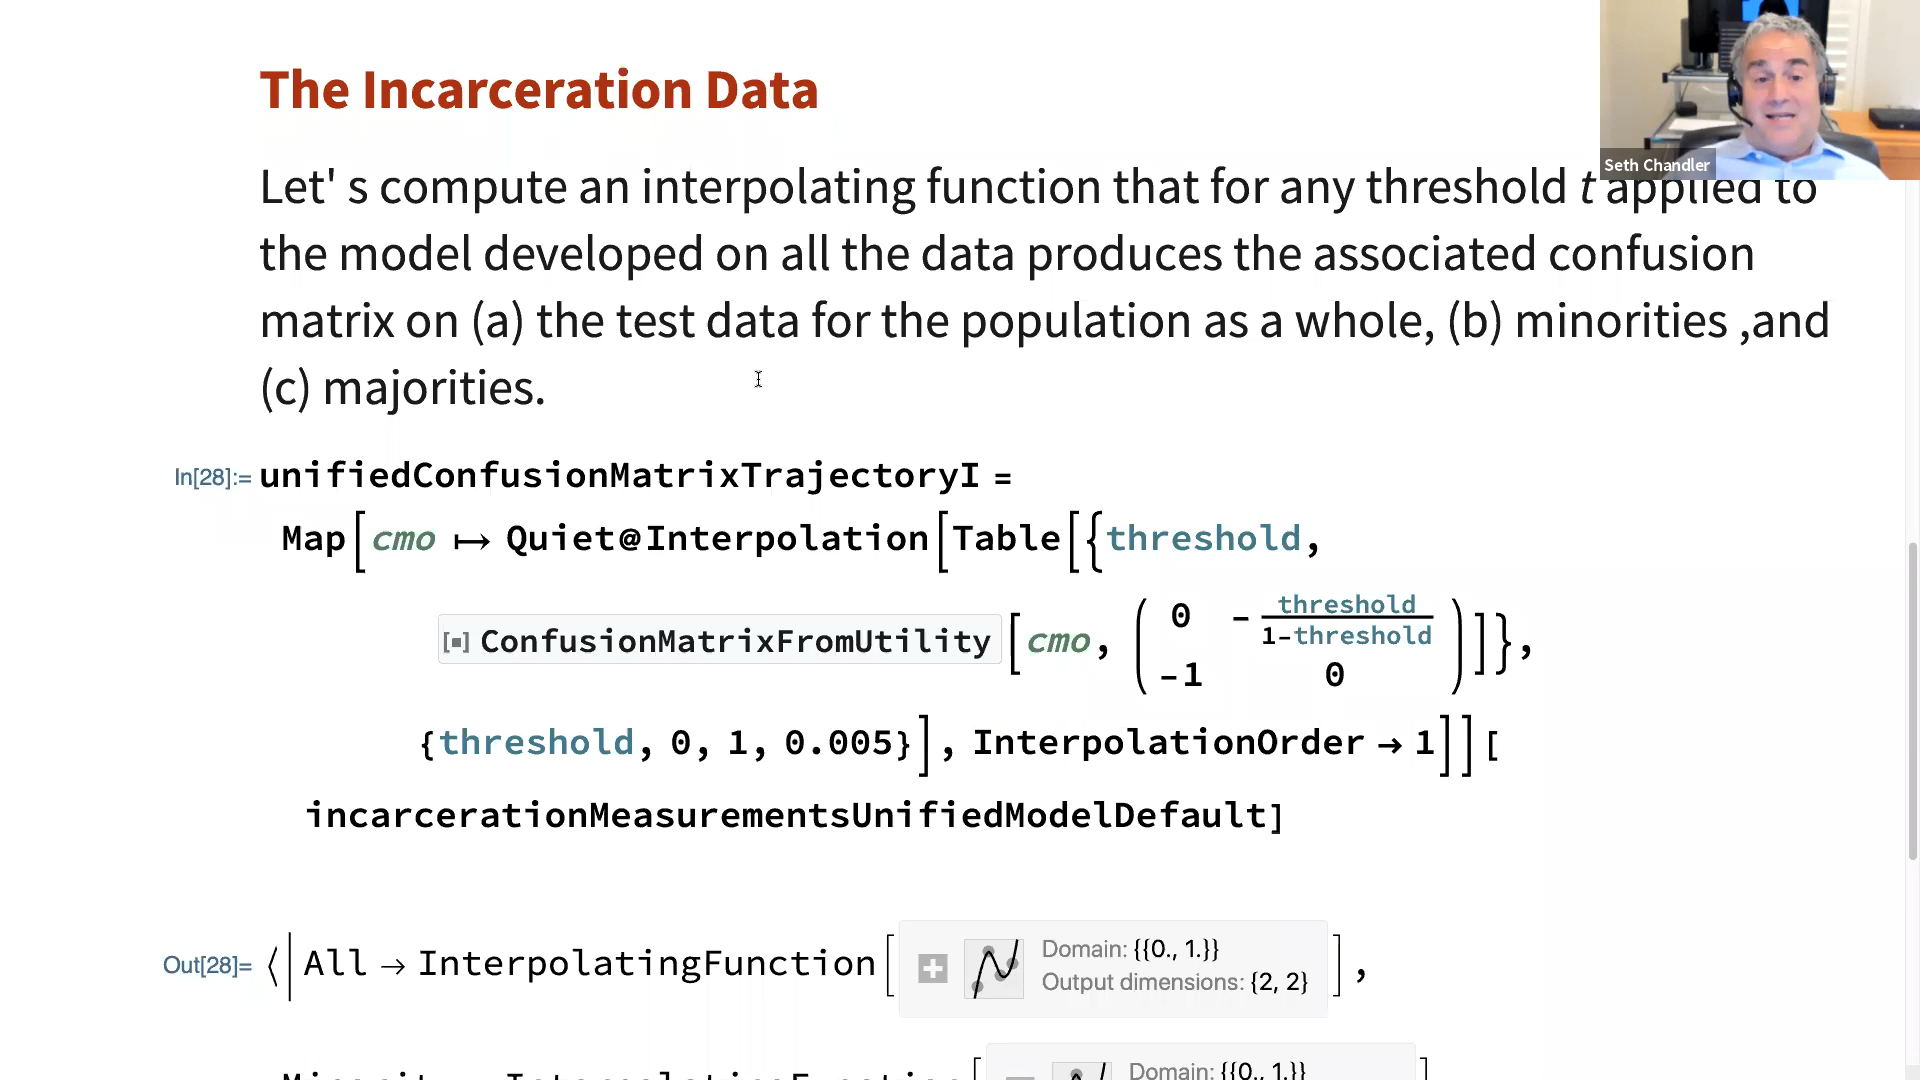 The Incarceration Data
Seth Chandler
Let' s compute an interpolating function that for any threshold t applied to
the model developed on all the data produces the associated confusion
matrix on (a) the test data for the population as a whole, (b) minorities ,and
(c) majorities.
In[28]:= unifiedConfusionMatrixTrajectoryI =
Map[cmo ↦ Quiet@Interpolation[Table[{threshold,
[▪] ConfusionMatrixFromUtility[cmo, (0 -threshold/1-threshold
-1 0)]},
{threshold, 0, 1, 0.005}], InterpolationOrder → 1]][
incarcerationMeasurementsUnifiedModelDefault]
Out[28]= <|All → InterpolatingFunction[
Domain: {{0., 1.}}
Output dimensions: {2, 2}
],
Domain: {{0., 1.}}